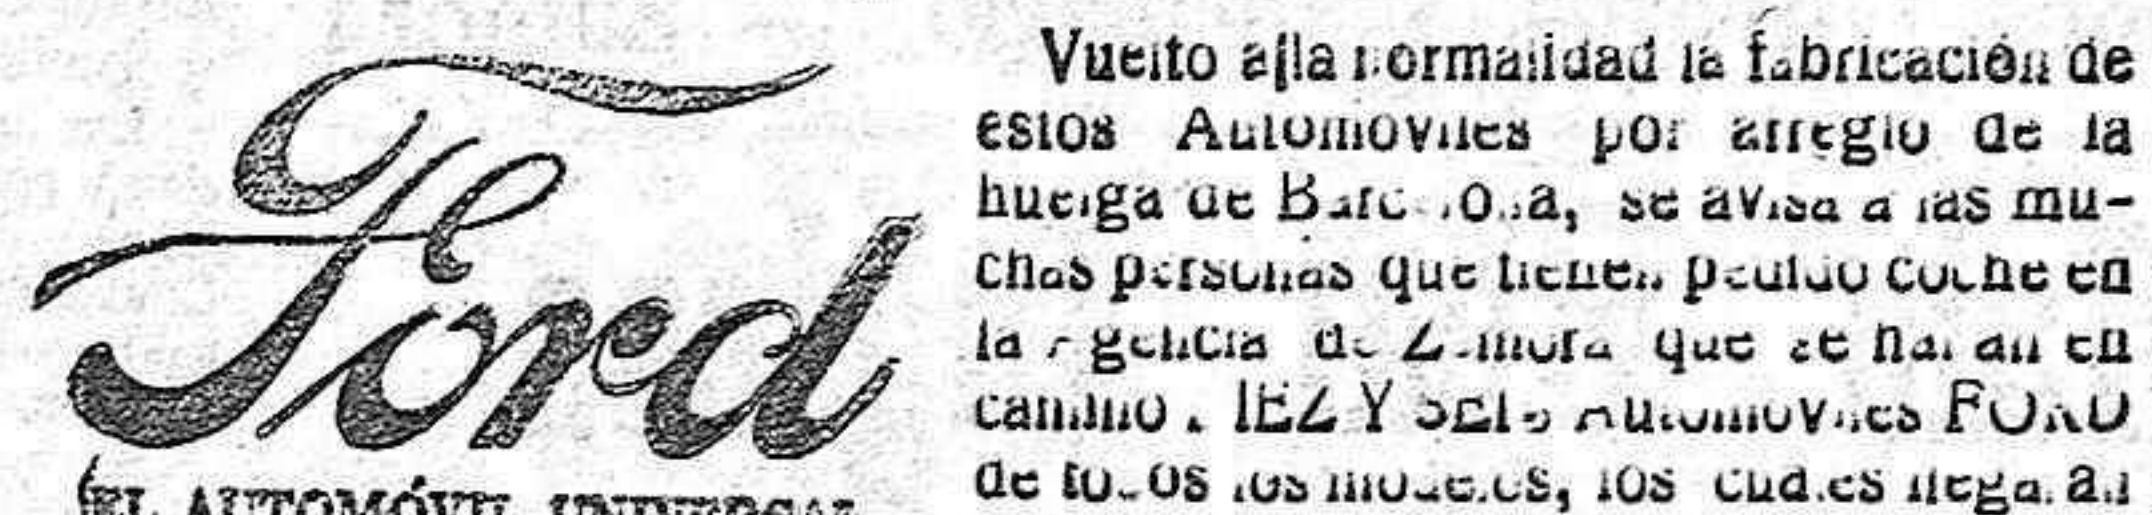 Ford
EL AUTOMÓVIL UNIVERSAL
Vuelto a la normalidad la fabricación de
estos Automoviles por arreglo de la
huelga de Barcelona, se avisa a las mu-
chas personas que tienen pedido coche en
la Agencia de Zamora que se hallan en
camino DIEZ Y SEIS Automoviles FORD
de todos los modelos, los cuales llegarán